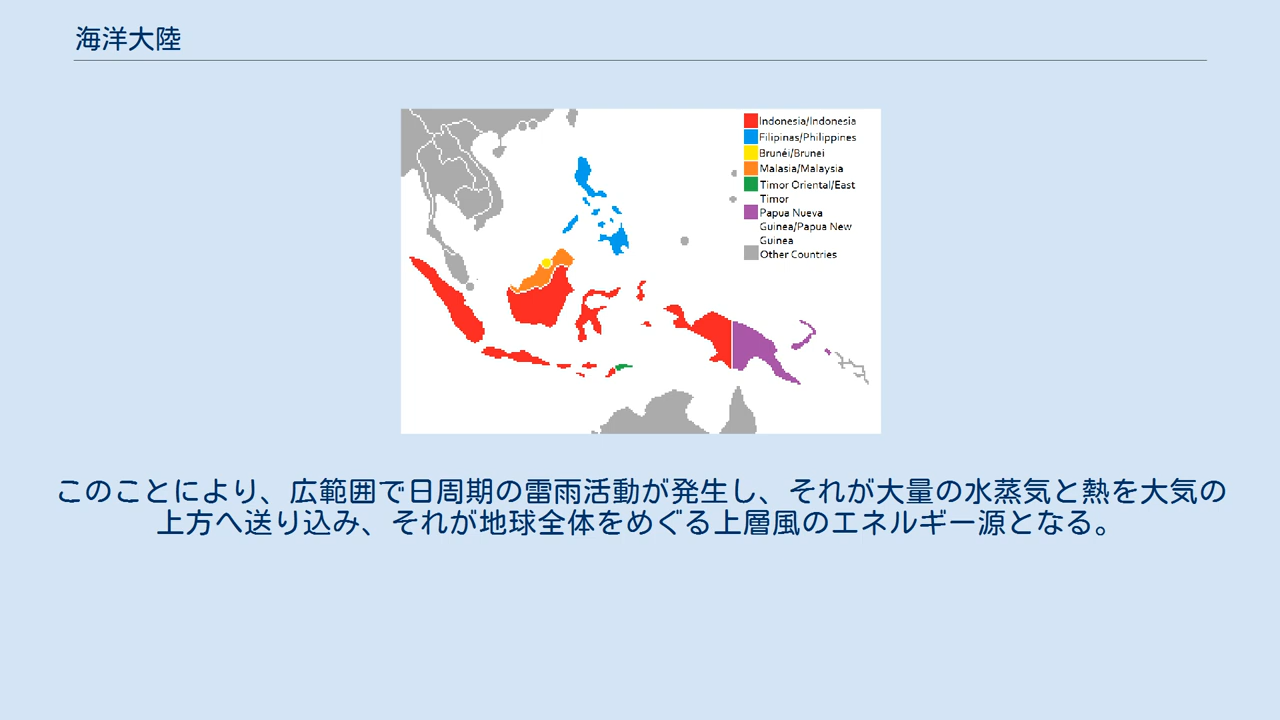 海洋大陸
Indonesia/Indonesia
Filipinas/Philippines
Brunéi/Brunei
Malasia/Malaysia
Timor Oriental/East
Timor
Papua Nueva
Guinea/Papua New
Guinea
Other Countries
このことにより、広範囲で日周期の雷雨活動が発生し、それが大量の水蒸気と熱を大気の
上方へ送り込み、それが地球全体をめぐる上層風のエネルギー源となる。